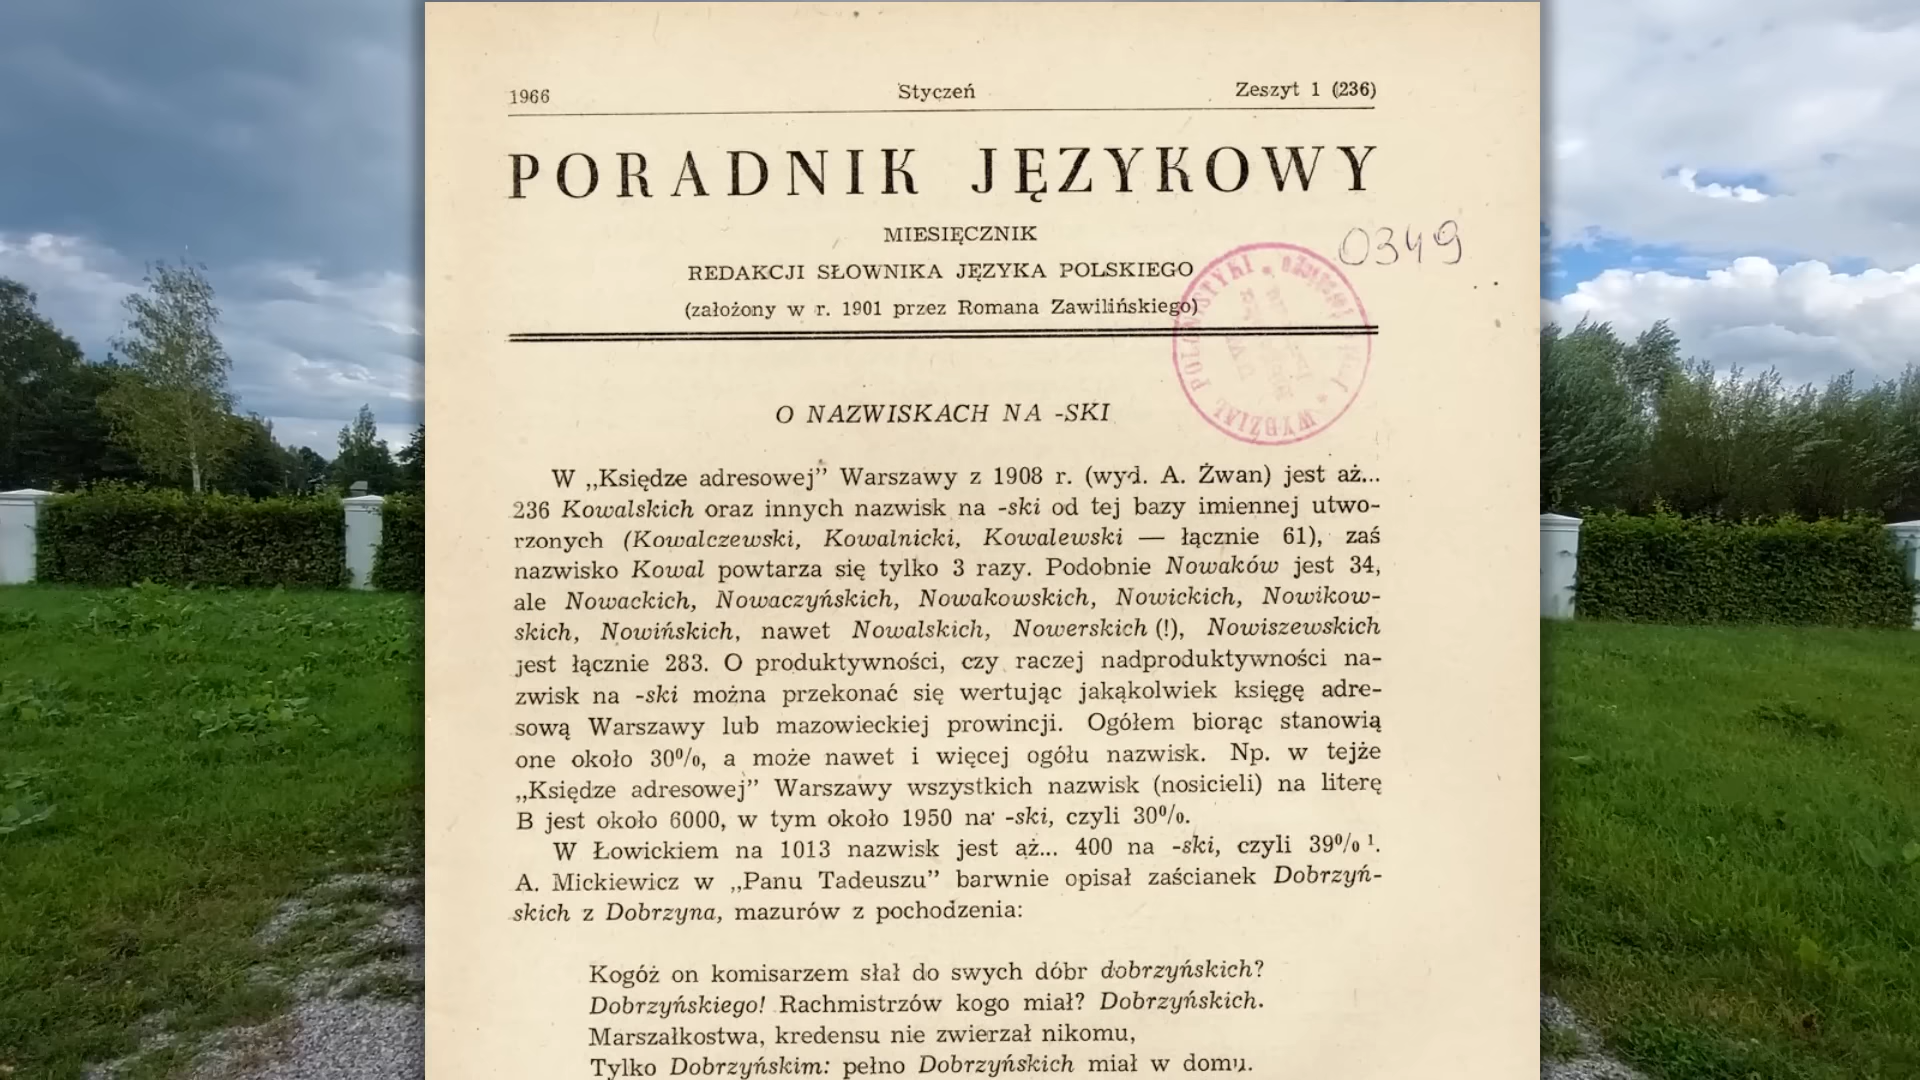 1966 Styczeń Zeszyt 1 (236)
PORADNIK JĘZYKOWY
MIESIĘCZNIK
REDAKCJI SŁOWNIKA JĘZYKA POLSKIEGO
(założony w r. 1901 przez Romana Zawilińskiego)
0349
WYDZIAŁ POLONISTYKI
O NAZWISKACH NA -SKI
W „Księdze adresowej” Warszawy z 1908 r. (wyd. A. Żwan) jest aż...
236 Kowalskich oraz innych nazwisk na -ski od tej bazy imiennej utwo-
rzonych (Kowalczewski, Kowalnicki, Kowalewski — łącznie 61), zaś
nazwisko Kowal powtarza się tylko 3 razy. Podobnie Nowaków jest 34,
ale Nowackich, Nowaczyńskich, Nowakowskich, Nowickich, Nowikow-
skich, Nowińskich, nawet Nowalskich, Nowerskich (!), Nowiszewskich
jest łącznie 283. O produktywności, czy raczej nadproduktywności na-
zwisk na -ski można przekonać się wertując jakąkolwiek księgę adre-
sową Warszawy lub mazowieckiej prowincji. Ogółem biorąc stanowią
one około 30%, a może nawet i więcej ogółu nazwisk. Np. w tejże
„Księdze adresowej” Warszawy wszystkich nazwisk (nosicieli) na literę
B jest około 6000, w tym około 1950 na -ski, czyli 30%.
W Łowickiem na 1013 nazwisk jest aż... 400 na -ski, czyli 39% ¹.
A. Mickiewicz w „Panu Tadeuszu” barwnie opisał zaścianek Dobrzyń-
skich z Dobrzyna, mazurów z pochodzenia:
Kogóż on komisarzem słał do swych dóbr dobrzyńskich?
Dobrzyńskiego! Rachmistrzów kogo miał? Dobrzyńskich.
Marszałkostwa, kredensu nie zwierzał nikomu,
Tylko Dobrzyńskim: pełno Dobrzyńskich miał w domu.